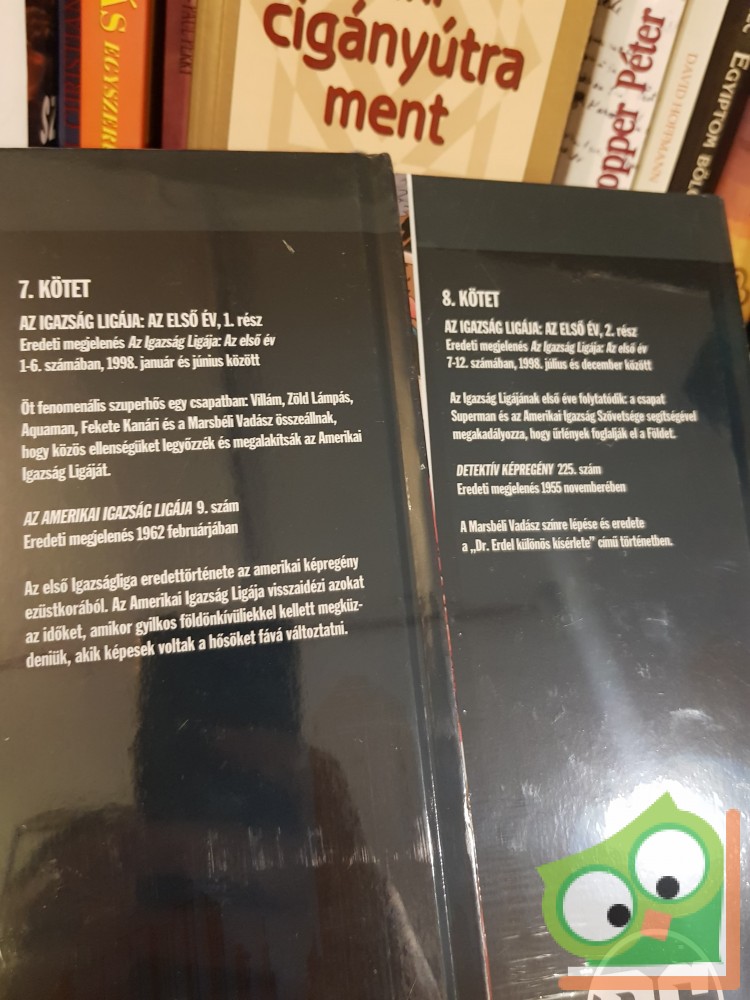 cigányútra
ment
EGYSZER
opper Péter
DAVID HOFFMANN
EGYIPTOM
7. KÖTET
AZ IGAZSÁG LIGÁJA: AZ ELSŐ ÉV, 1. rész
Eredeti megjelenés Az Igazság Ligája: Az első év
1-6. számában, 1998. január és június között
Öt fenomenális szuperhős egy csapatban: Villám, Zöld Lámpás,
Aquaman, Fekete Kanári és a Marsbéli Vadász összeállnak,
hogy közös ellenségüket legyőzzék és megalakítsák az Amerikai
Igazság Ligáját.
AZ AMERIKAI IGAZSÁG LIGÁJA 9. szám
Eredeti megjelenés 1962 februárjában
Az első Igazságliga eredettörténete az amerikai képregény
ezüstkorából. Az Amerikai Igazság Ligája visszaidézi azokat
az időket, amikor gyilkos földönkívüliekkel kellett megküz-
deniük, akik képesek voltak a hősöket fává változtatni.
8. KÖTET
AZ IGAZSÁG LIGÁJA: AZ ELSŐ ÉV, 2. rész
Eredeti megjelenés Az Igazság Ligája: Az első év
7-12. számában, 1998. július és december között
Az Igazság Ligájának első éve folytatódik: a csapat
Superman és az Amerikai Igazság Szövetsége segítségével
megakadályozza, hogy űrlények foglalják el a Földet.
DETEKTÍV KÉPREGÉNY 225. szám
Eredeti megjelenés 1955 novemberében
A Marsbéli Vadász színre lépése és eredete
a „Dr. Erdel különös kísérlete" című történetben.